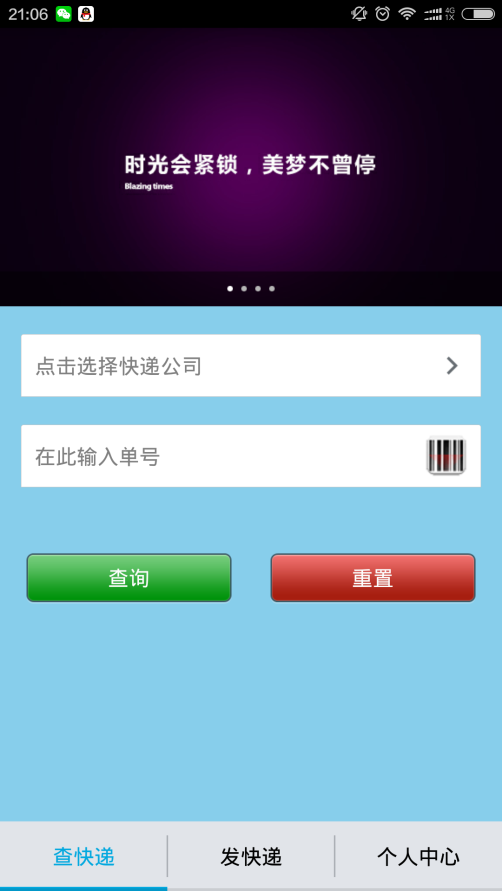 21:06
4G
1X
时光会紧锁，美梦不曾停
Blazing times
点击选择快递公司
在此输入单号
查询
重置
查快递
发快递
个人中心